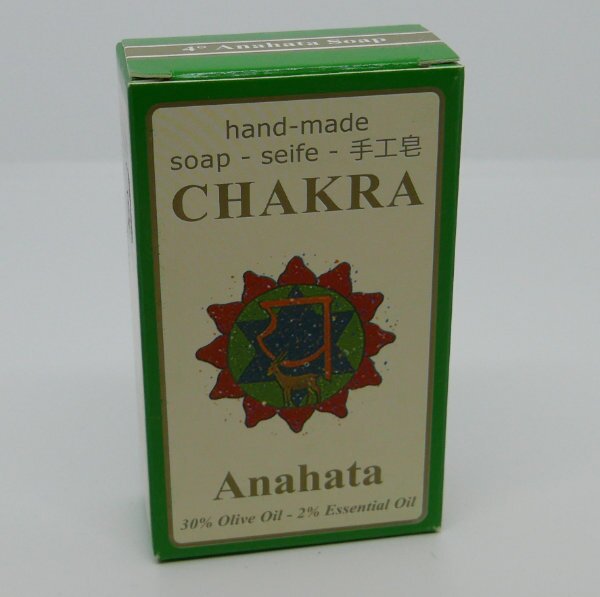 4° Anahata Soap
hand-made
soap - seife - 手工皂
CHAKRA
Anahata
30% Olive Oil - 2% Essential Oil